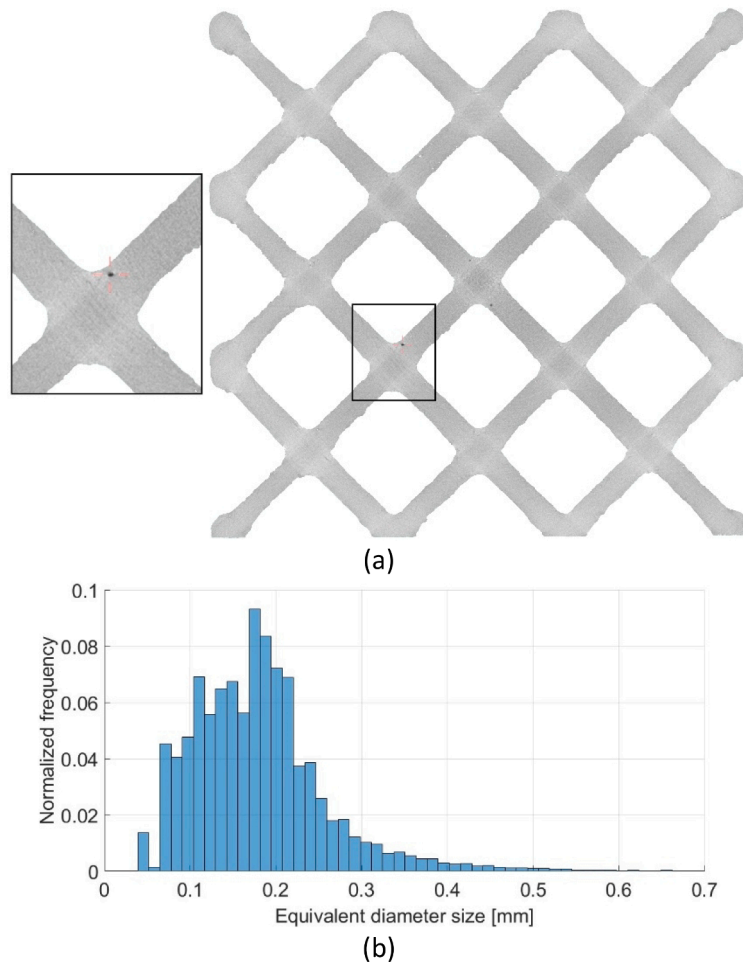 (a)
0.1
0.08
0.06
0.04
0.02
0
Normalized frequency
0 0.1 0.2 0.3 0.4 0.5 0.6 0.7
Equivalent diameter size [mm]
(b)